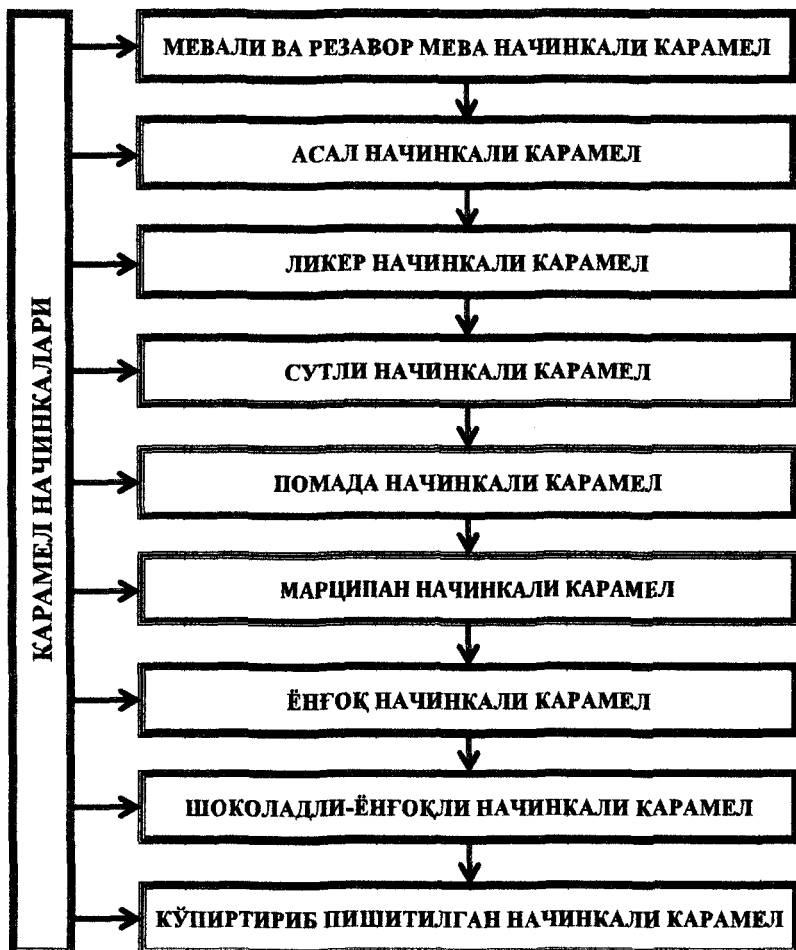 КАРАМЕЛ НАЧИНКАЛАРИ
МЕВАЛИ ВА РЕЗАВОР МЕВА НАЧИНКАЛИ КАРАМЕЛ
АСАЛ НАЧИНКАЛИ КАРАМЕЛ
ЛИКЕР НАЧИНКАЛИ КАРАМЕЛ
СУТЛИ НАЧИНКАЛИ КАРАМЕЛ
ПОМАДА НАЧИНКАЛИ КАРАМЕЛ
МАРЦИПАН НАЧИНКАЛИ КАРАМЕЛ
ЁНҒОҚ НАЧИНКАЛИ КАРАМЕЛ
ШОКОЛАДЛИ-ЁНҒОҚЛИ НАЧИНКАЛИ КАРАМЕЛ
КЎПИРТИРИБ ПИШИТИЛГАН НАЧИНКАЛИ КАРАМЕЛ